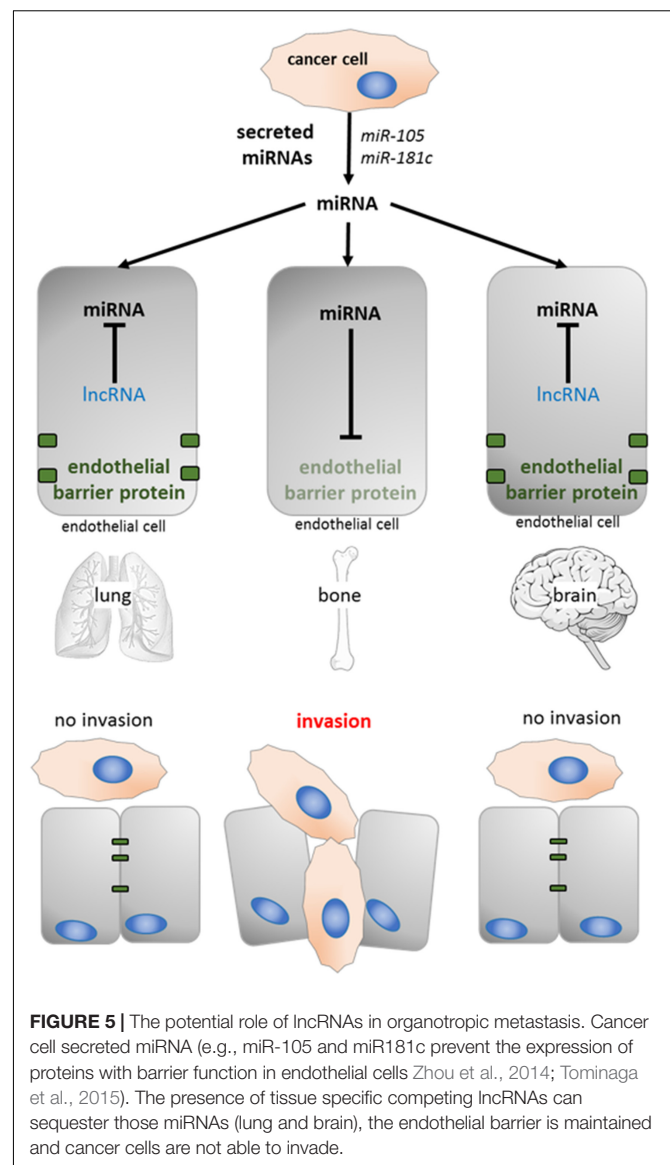 cancer cell
secreted miR-105
miRNAs miR-181c
miRNA
miRNA miRNA miRNA
lncRNA lncRNA
endothelial endothelial endothelial
barrier protein barrier protein barrier protein
endothelial cell endothelial cell endothelial cell
lung bone brain
no invasion invasion no invasion
FIGURE 5 | The potential role of lncRNAs in organotropic metastasis. Cancer
cell secreted miRNA (e.g., miR-105 and miR181c prevent the expression of
proteins with barrier function in endothelial cells Zhou et al., 2014; Tominaga
et al., 2015). The presence of tissue specific competing lncRNAs can
sequester those miRNAs (lung and brain), the endothelial barrier is maintained
and cancer cells are not able to invade.